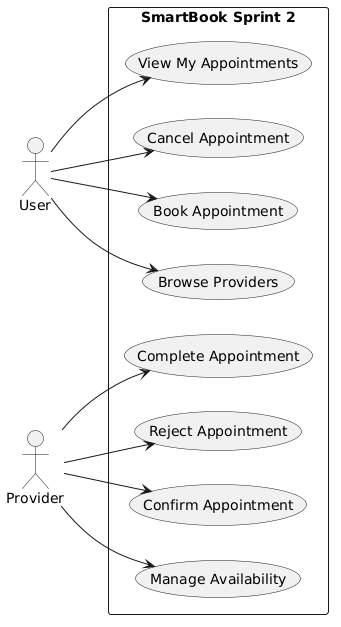 SmartBook Sprint 2
View My Appointments
Cancel Appointment
User
Book Appointment
Browse Providers
Complete Appointment
Reject Appointment
Provider
Confirm Appointment
Manage Availability